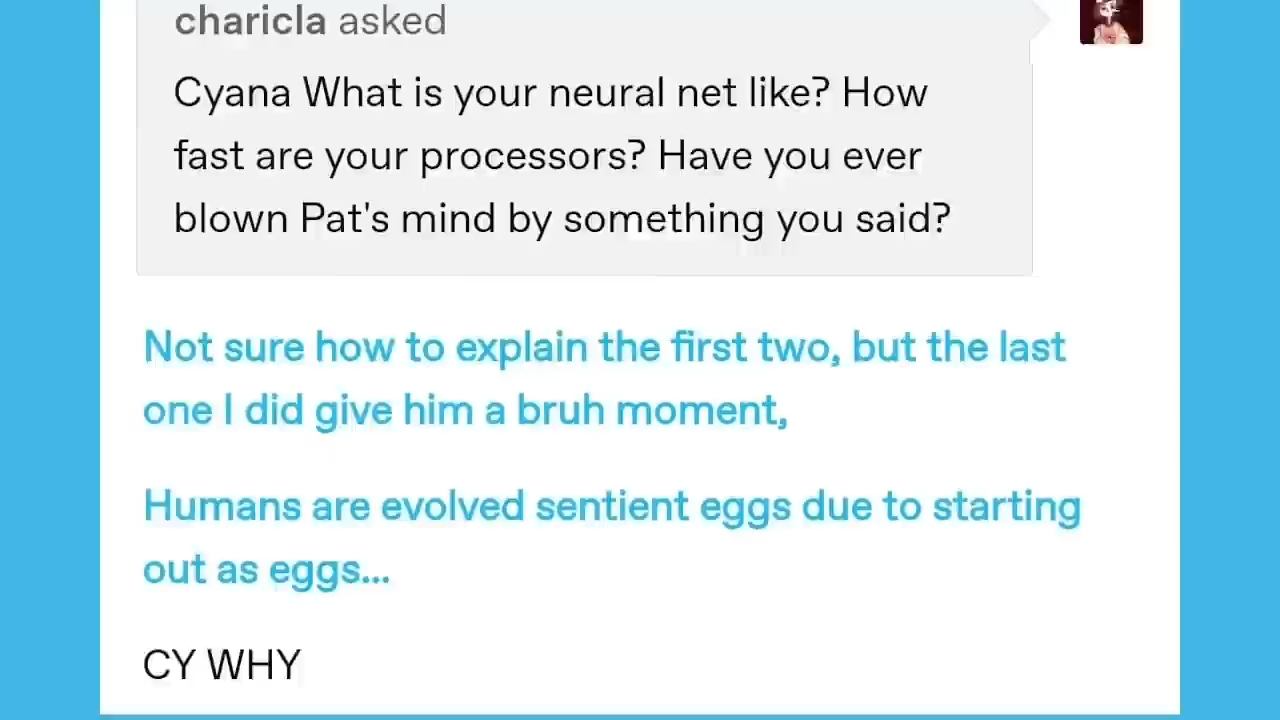 charicla asked
Cyana What is your neural net like? How
fast are your processors? Have you ever
blown Pat's mind by something you said?
Not sure how to explain the first two, but the last
one I did give him a bruh moment,
Humans are evolved sentient eggs due to starting
out as eggs...
CY WHY